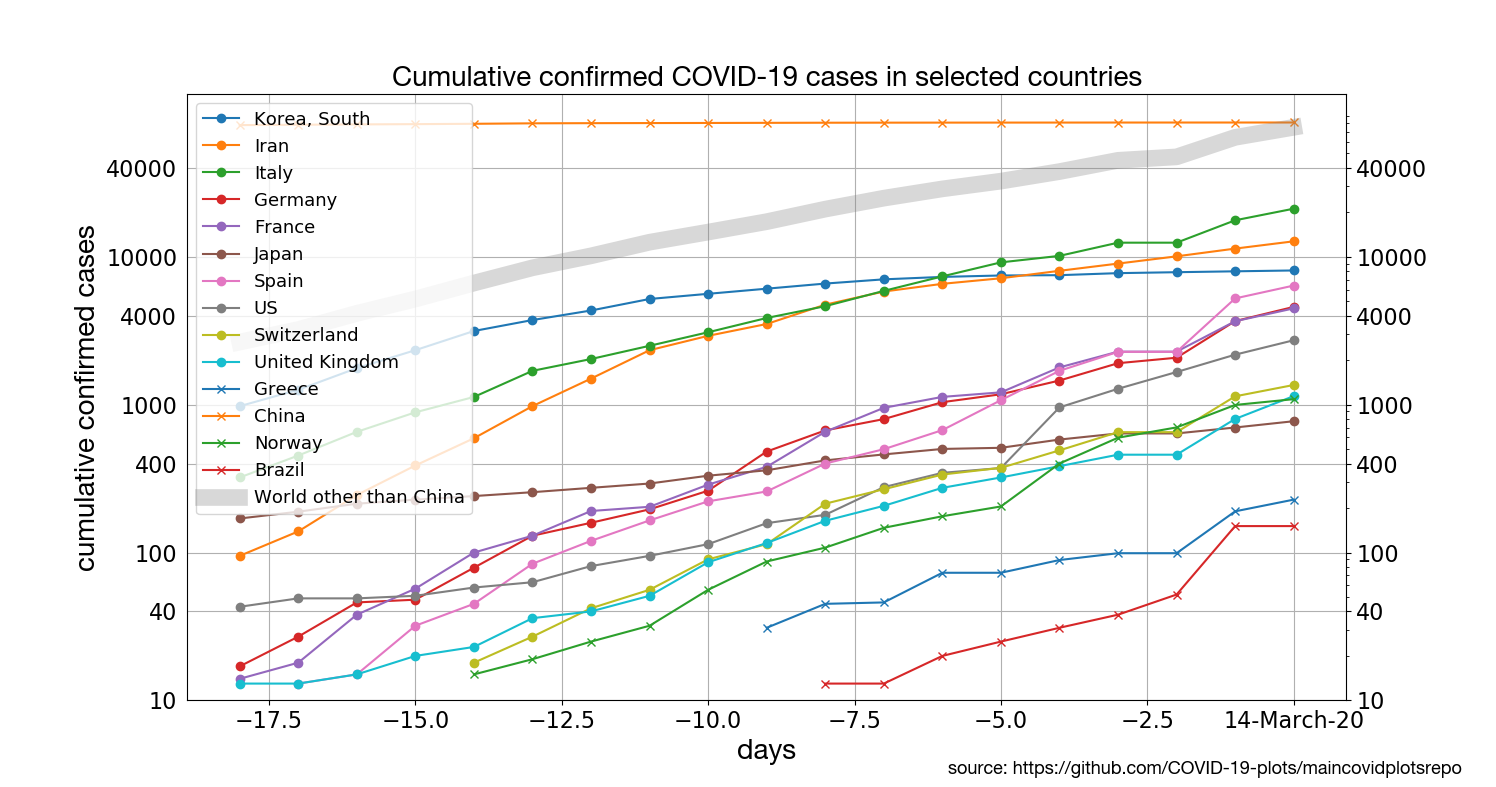 Cumulative confirmed COVID-19 cases in selected countries
cumulative confirmed cases
40000
10000
4000
1000
400
100
40
10
Korea, South
Iran
Italy
Germany
France
Japan
Spain
US
Switzerland
United Kingdom
Greece
China
Norway
Brazil
World other than China
40000
10000
4000
1000
400
100
40
10
−17.5 −15.0 −12.5 −10.0 −7.5 −5.0 −2.5 14-March-20
days
source: https://github.com/COVID-19-plots/maincovidplotsrepo